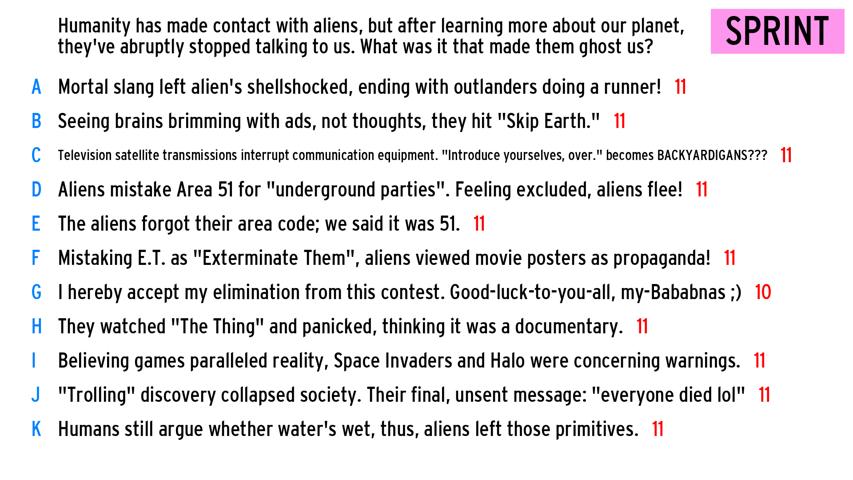 Humanity has made contact with aliens, but after learning more about our planet,
they've abruptly stopped talking to us. What was it that made them ghost us?
SPRINT
A Mortal slang left alien's shellshocked, ending with outlanders doing a runner! 11
B Seeing brains brimming with ads, not thoughts, they hit "Skip Earth." 11
C Television satellite transmissions interrupt communication equipment. "Introduce yourselves, over." becomes BACKYARDIGANS??? 11
D Aliens mistake Area 51 for "underground parties". Feeling excluded, aliens flee! 11
E The aliens forgot their area code; we said it was 51. 11
F Mistaking E.T. as "Exterminate Them", aliens viewed movie posters as propaganda! 11
G I hereby accept my elimination from this contest. Good-luck-to-you-all, my-Bababnas ;) 10
H They watched "The Thing" and panicked, thinking it was a documentary. 11
I Believing games paralleled reality, Space Invaders and Halo were concerning warnings. 11
J "Trolling" discovery collapsed society. Their final, unsent message: "everyone died lol" 11
K Humans still argue whether water's wet, thus, aliens left those primitives. 11